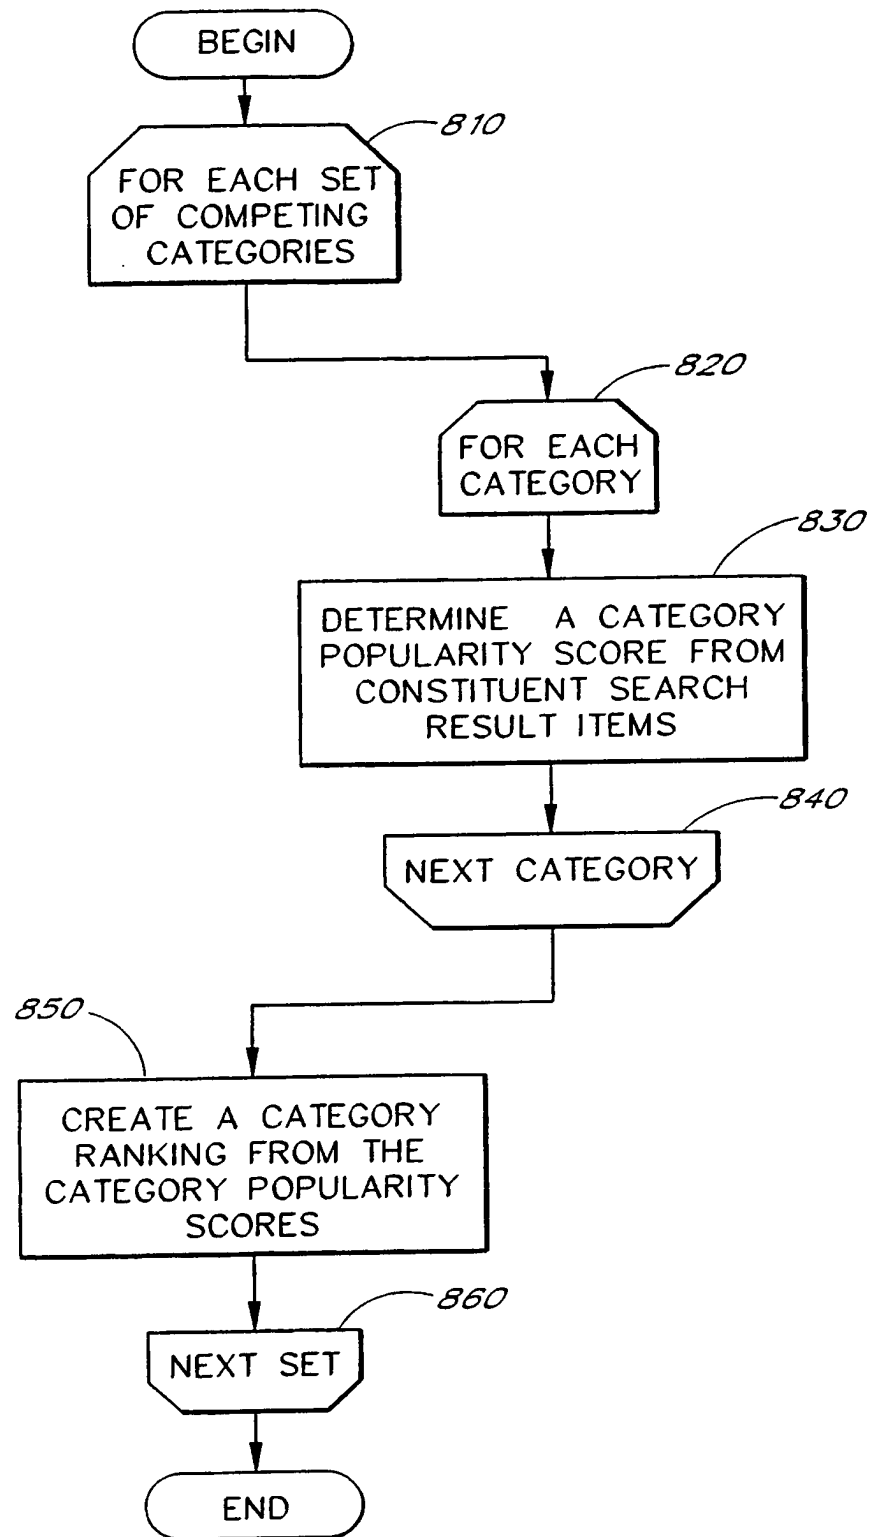 BEGIN
810
FOR EACH SET
OF COMPETING
CATEGORIES
820
FOR EACH
CATEGORY
830
DETERMINE A CATEGORY
POPULARITY SCORE FROM
CONSTITUENT SEARCH
RESULT ITEMS
840
NEXT CATEGORY
850
CREATE A CATEGORY
RANKING FROM THE
CATEGORY POPULARITY
SCORES
860
NEXT SET
END